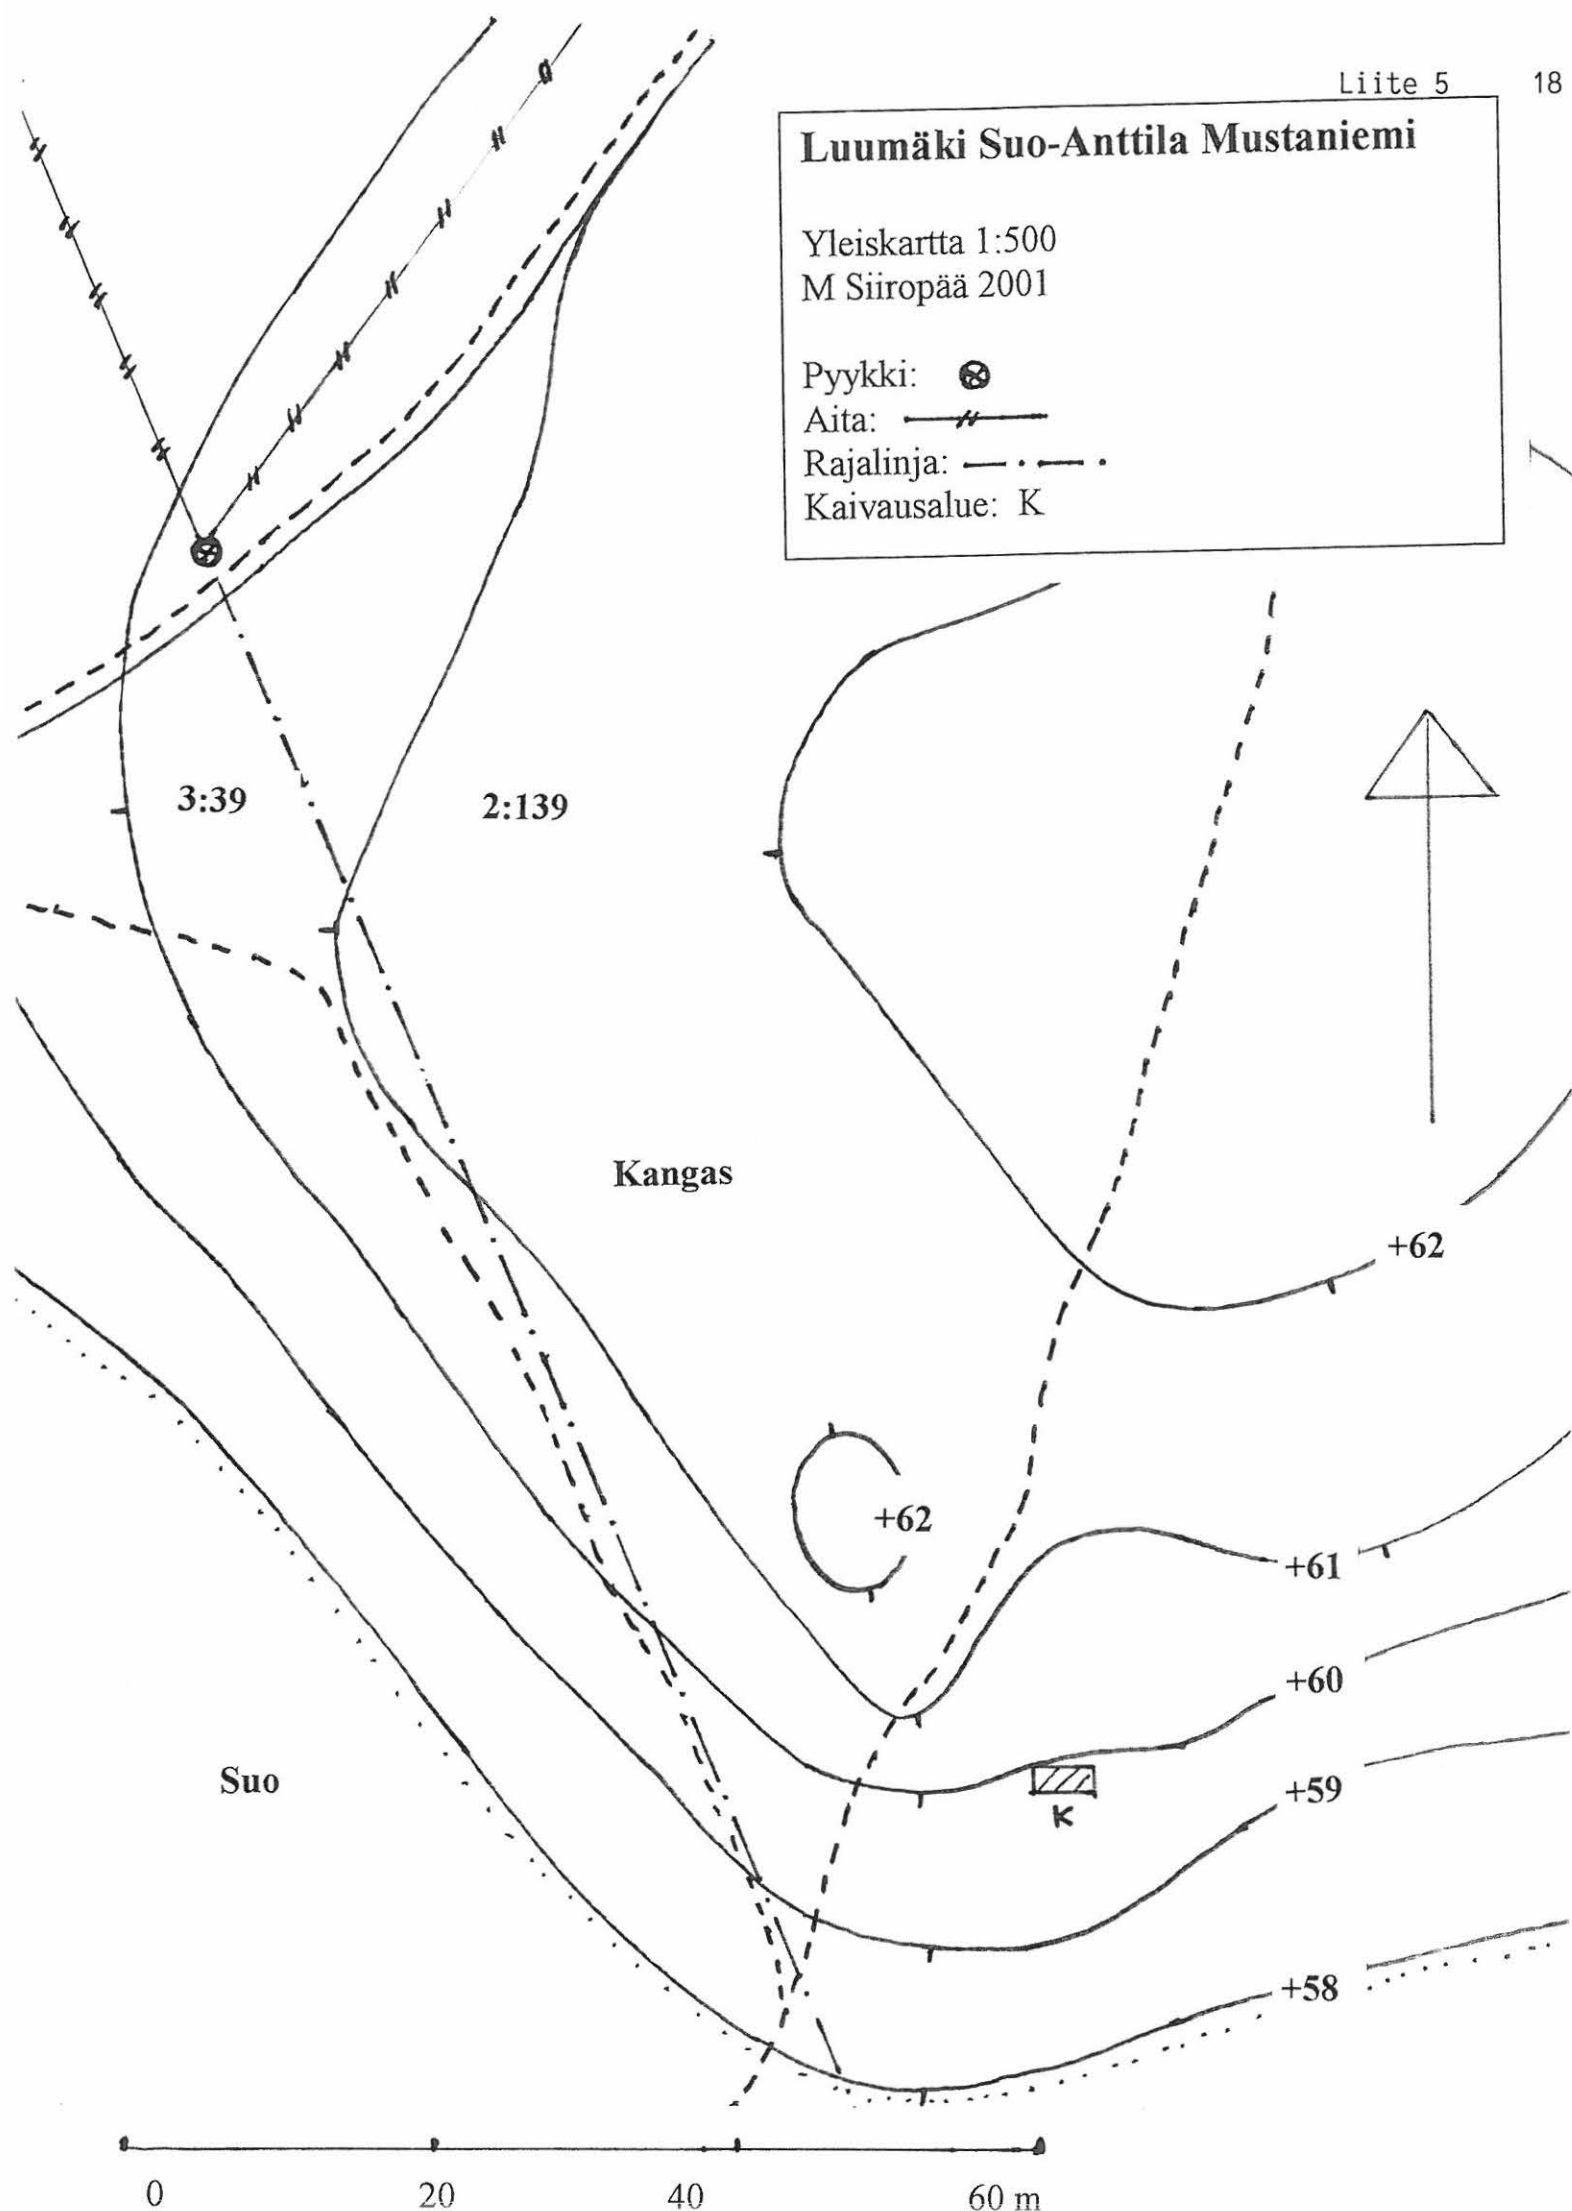 Liite 5 18
Luumäki Suo-Anttila Mustaniemi
Yleiskartta 1:500
M Siiropää 2001
Pyykki:
Aita:
Rajalinja:
Kaivausalue: K
3:39
2:139
Kangas
+62
+62
+61
+60
Suo
+59
K
+58
0 20 40 60 m